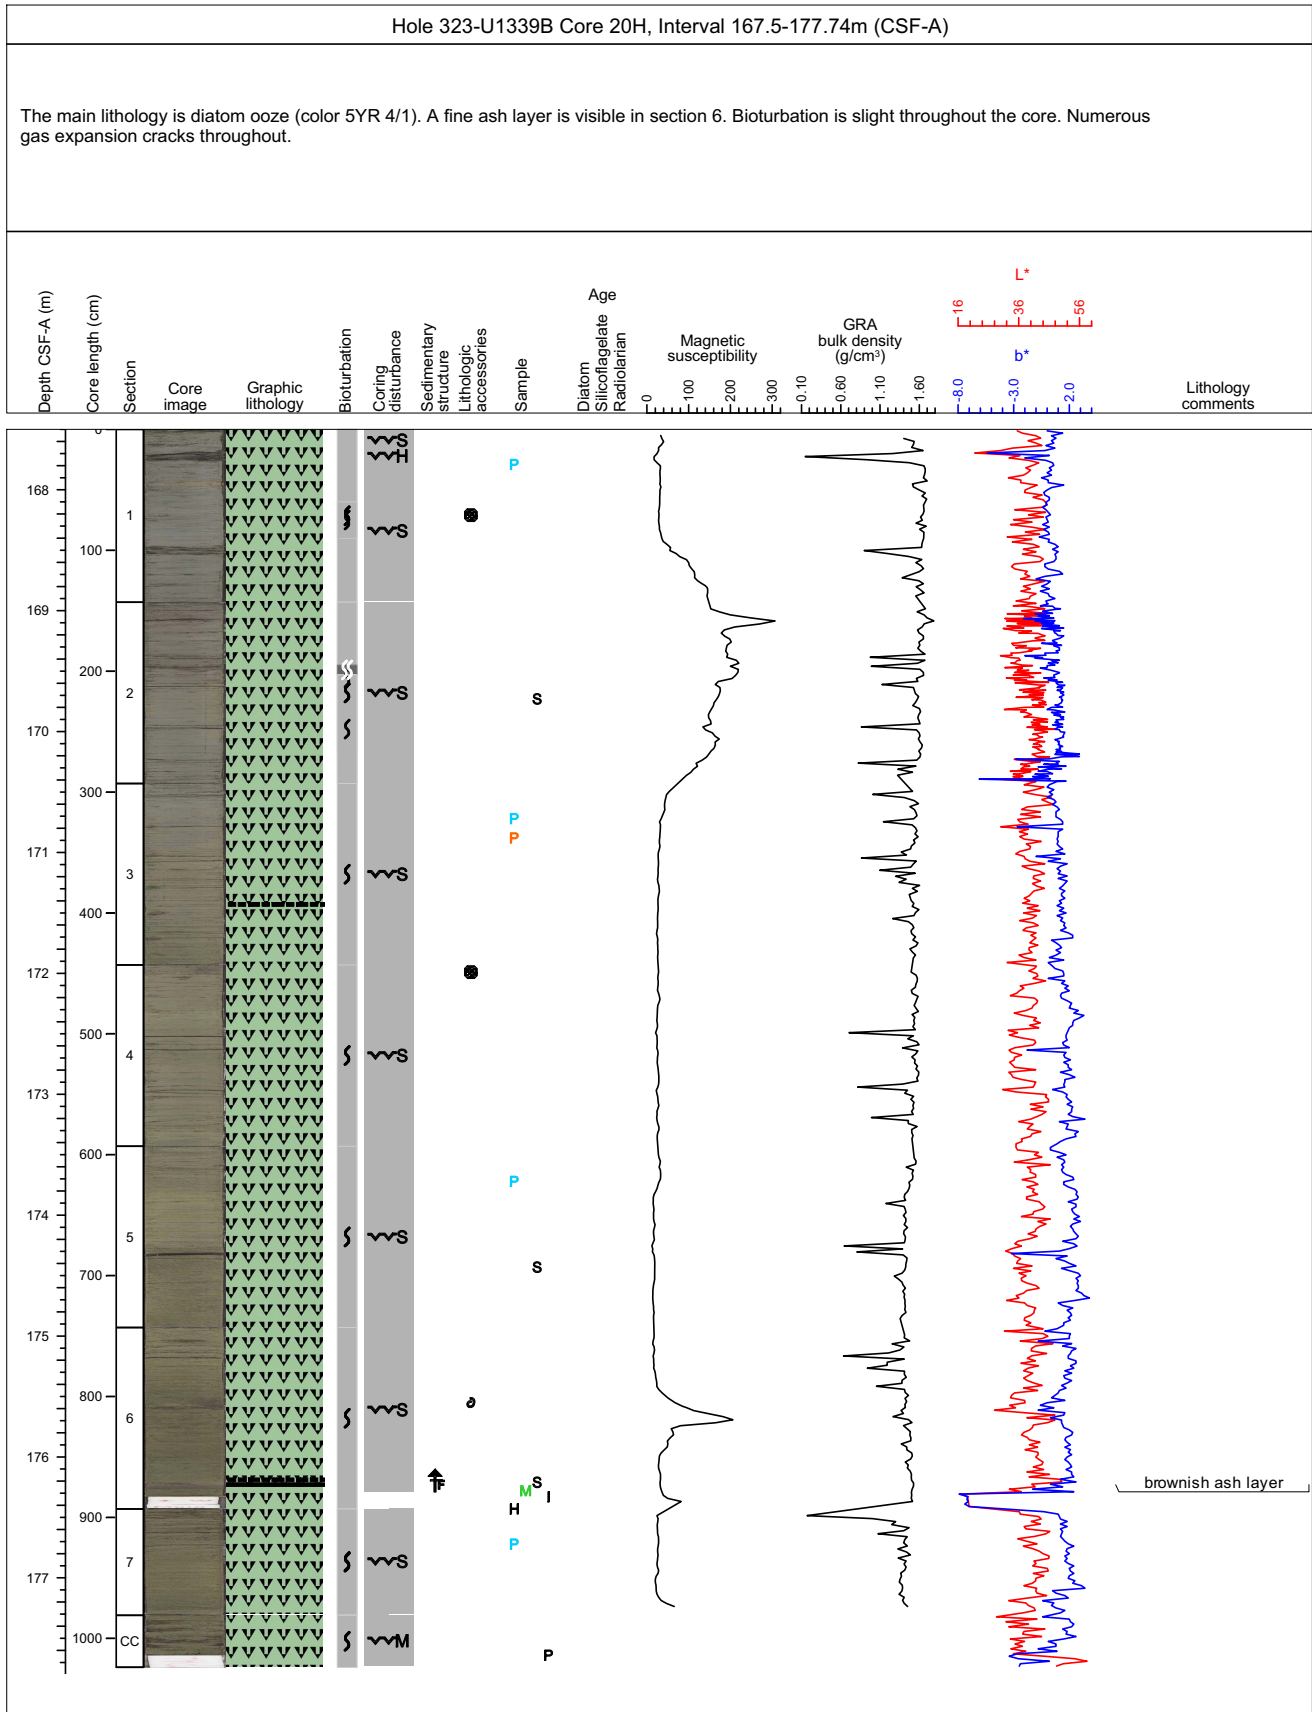 Hole 323-U1339B Core 20H, Interval 167.5-177.74m (CSF-A)
The main lithology is diatom ooze (color 5YR 4/1). A fine ash layer is visible in section 6. Bioturbation is slight throughout the core. Numerous
gas expansion cracks throughout.
Depth CSF-A (m)
Core length (cm)
Section
Core
image
Graphic
lithology
Bioturbation
Coring
disturbance
Sedimentary
structure
Lithologic
accessories
Sample
Age
Diatom
Silicoflagelate
Radiolarian
Magnetic
susceptibility
0 100 200 300
GRA
bulk density
(g/cm³)
0.10 0.60 1.10 1.60
L*
16 36 56
b*
-8.0 -3.0 2.0
Lithology
comments
0
S
H
P
168
1
S
100
169
200
2
S
S
170
300
P
P
171
3
S
400
172
500
4
S
173
600
P
174
5
S
S
700
175
800
6
S
176
F
S
M
I
H
brownish ash layer
900
P
7
S
177
1000
CC
M
P